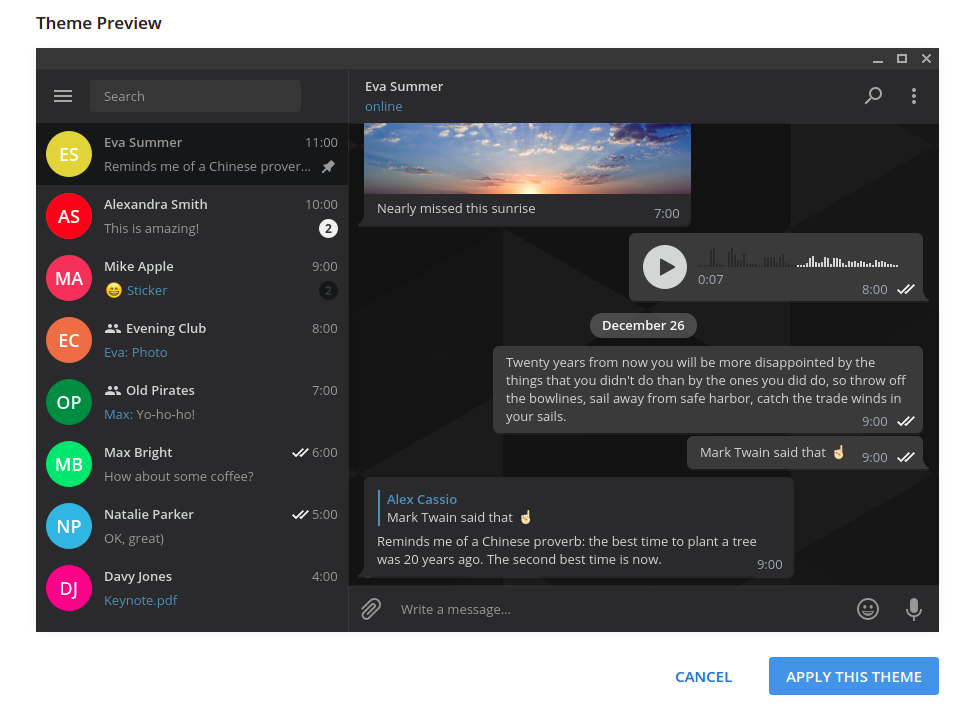 Theme Preview
Search
ES
Eva Summer 11:00
Reminds me of a Chinese prover...
AS
Alexandra Smith 10:00
This is amazing! 2
MA
Mike Apple 9:00
😄 Sticker 2
EC
Evening Club 8:00
Eva: Photo
OP
Old Pirates 7:00
Max: Yo-ho-ho!
MB
Max Bright 6:00
How about some coffee?
NP
Natalie Parker 5:00
OK, great)
DJ
Davy Jones 4:00
Keynote.pdf
Eva Summer
online
Nearly missed this sunrise 7:00
0:07 8:00
December 26
Twenty years from now you will be more disappointed by the
things that you didn't do than by the ones you did do, so throw off
the bowlines, sail away from safe harbor, catch the trade winds in
your sails. 9:00
Mark Twain said that ☝🏻 9:00
Alex Cassio
Mark Twain said that ☝🏻
Reminds me of a Chinese proverb: the best time to plant a tree
was 20 years ago. The second best time is now. 9:00
Write a message...
CANCEL
APPLY THIS THEME